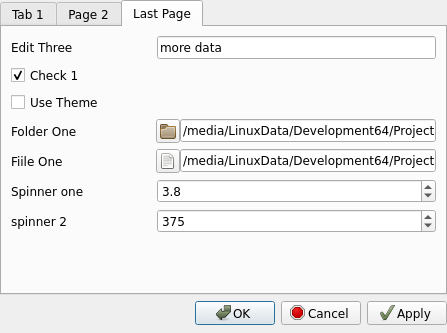 Tab 1 Page 2 Last Page
Edit Three more data
Check 1
Use Theme
Folder One /media/LinuxData/Development64/Project
Fiile One /media/LinuxData/Development64/Project
Spinner one 3.8
spinner 2 375
OK Cancel Apply